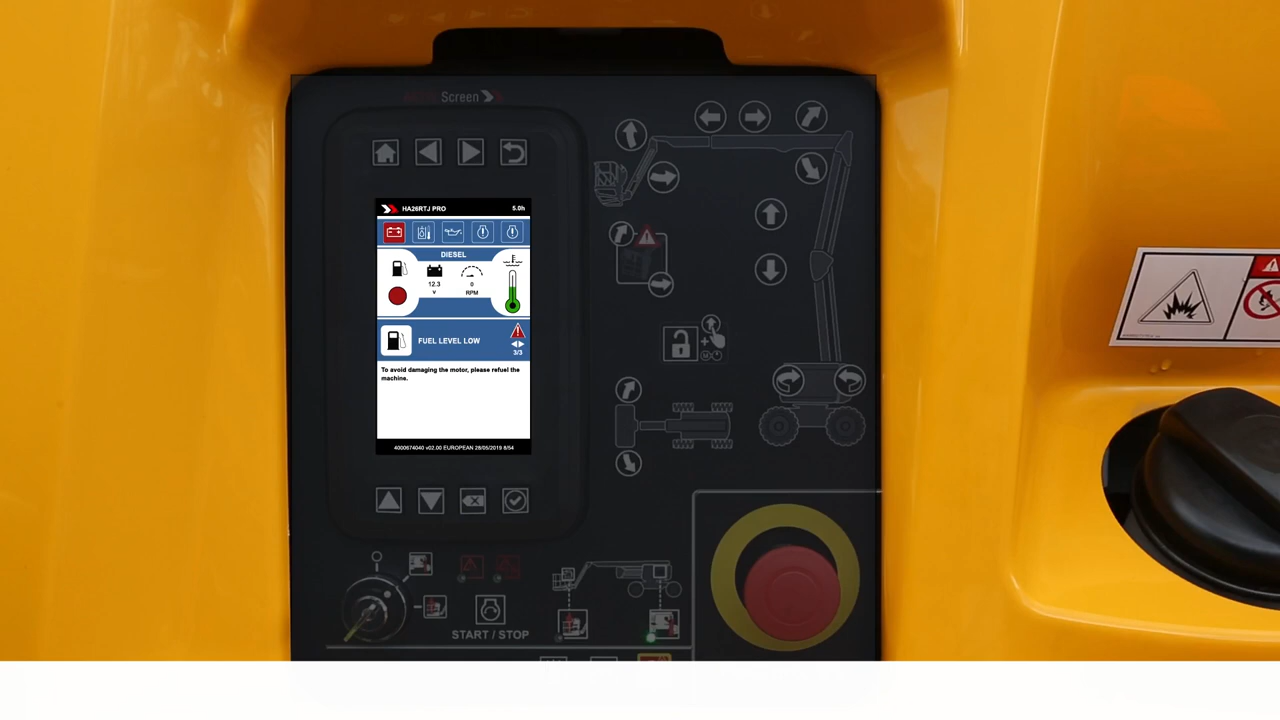 Screen
HA26RTJ PRO 5.0h
DIESEL
12.3 0
V RPM
FUEL LEVEL LOW
3/3
To avoid damaging the motor, please refuel the
machine.
4000674040 v02.00 EUROPEAN 28/05/2019 8/54
START / STOP